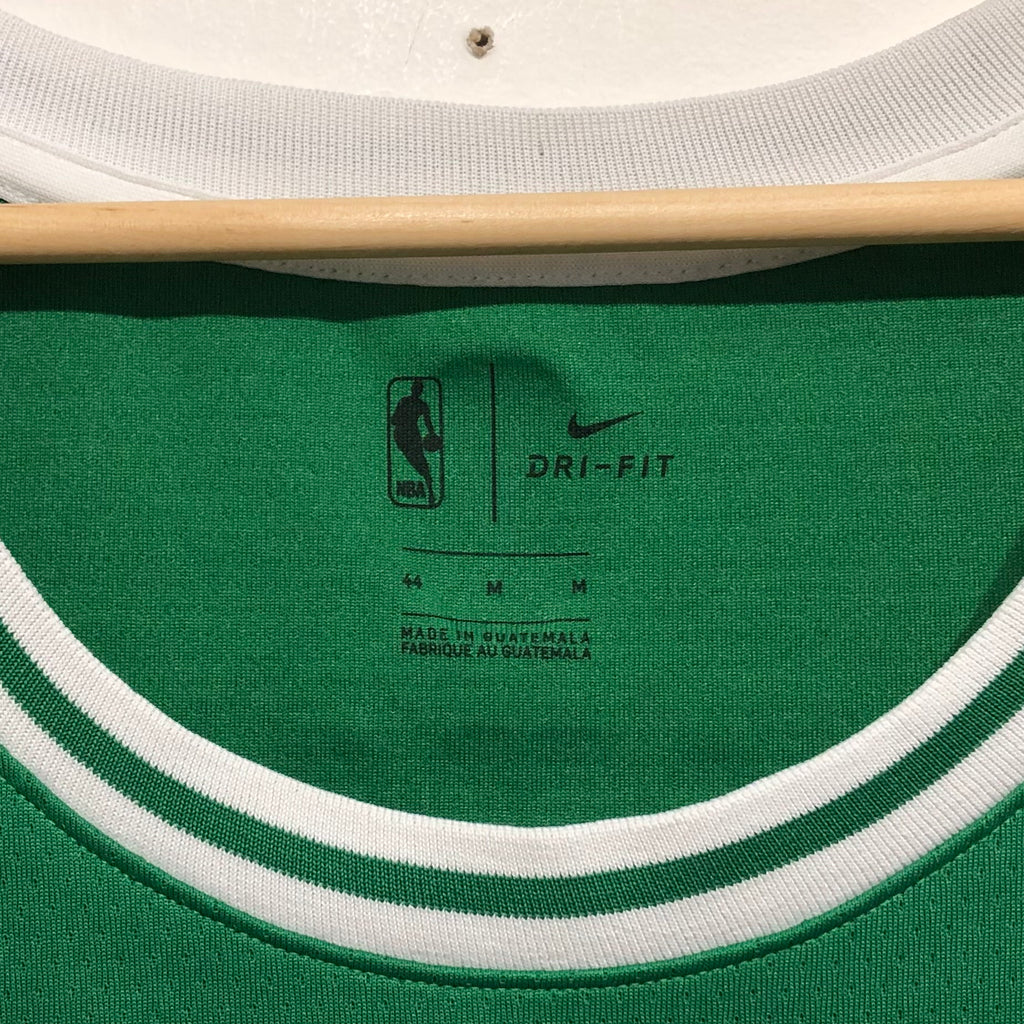 NBA
DRI-FIT
44 M M
MADE IN GUATEMALA
FABRIQUE AU GUATEMALA